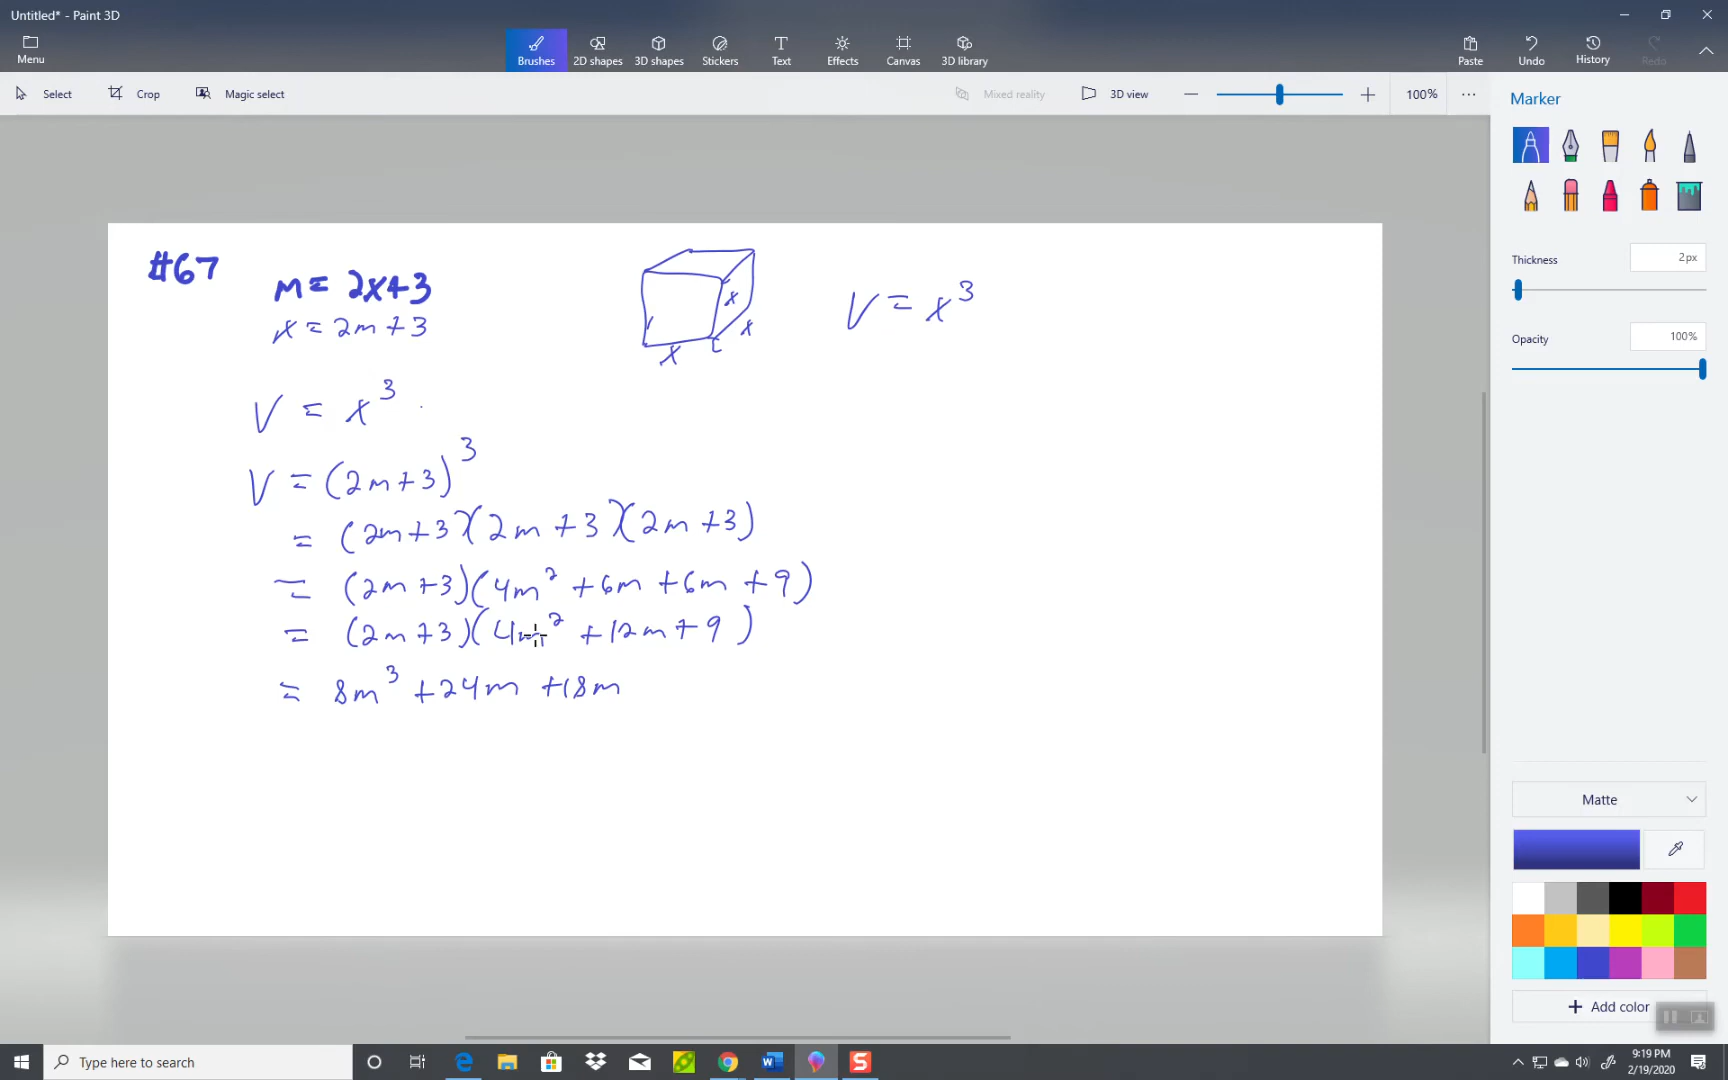 Untitled* - Paint 3D
Menu
Brushes
2D shapes
3D shapes
Stickers
Text
Effects
Canvas
3D library
Paste
Undo
History
Redo
Select
Crop
Magic select
Mixed reality
3D view
100%
Marker
Thickness
2px
Opacity
100%
Matte
Add color
#67
m = 2x+3
x = 2m + 3
x
x
x
V = x³
V = x³
V = (2m+3)³
= (2m+3)(2m+3)(2m+3)
= (2m+3)(4m² +6m +6m +9)
= (2m+3)(4m² +12m+9)
= 8m³ +24m +18m
Type here to search
9:19 PM
2/19/2020